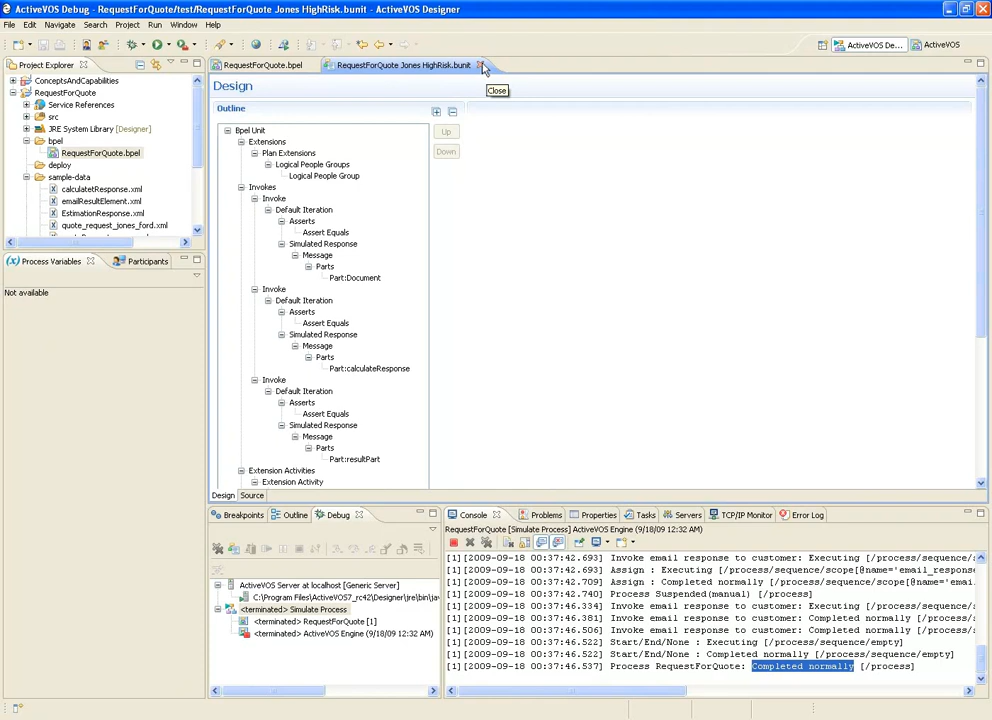 ActiveVOS Debug - RequestForQuote/test/RequestForQuote Jones HighRisk.bunit - ActiveVOS Designer
File Edit Navigate Search Project Run Window Help
ActiveVOS De... ActiveVOS
Project Explorer
ConceptsAndCapabilities
RequestForQuote
Service References
src
JRE System Library [Designer]
bpel
RequestForQuote.bpel
deploy
sample-data
calculatetResponse.xml
emailResultElement.xml
EstimationResponse.xml
quote_request_jones_ford.xml
Process Variables Participants
Not available
RequestForQuote.bpel RequestForQuote Jones HighRisk.bunit
Close
Design
Outline
Up
Down
Bpel Unit
Extensions
Plan Extensions
Logical People Groups
Logical People Group
Invokes
Invoke
Default Iteration
Asserts
Assert Equals
Simulated Response
Message
Parts
Part:Document
Invoke
Default Iteration
Asserts
Assert Equals
Simulated Response
Message
Parts
Part:calculateResponse
Invoke
Default Iteration
Asserts
Assert Equals
Simulated Response
Message
Parts
Part:resultPart
Extension Activities
Extension Activity
Design Source
Breakpoints Outline Debug
ActiveVOS Server at localhost [Generic Server]
C:\Program Files\ActiveVOS7_rc42\Designer\jre\bin\jav
<terminated> Simulate Process
<terminated> RequestForQuote [1]
<terminated> ActiveVOS Engine (9/18/09 12:32 AM)
Console Problems Properties Tasks Servers TCP/IP Monitor Error Log
RequestForQuote [Simulate Process] ActiveVOS Engine (9/18/09 12:32 AM)
[1][2009-09-18 00:37:42.693] Invoke email response to customer: Executing [/process/sequence/s
[1][2009-09-18 00:37:42.693] Assign : Executing [/process/sequence/scope[@name='email_respons
[1][2009-09-18 00:37:42.709] Assign : Completed normally [/process/sequence/scope[@name='emai
[1][2009-09-18 00:37:42.740] Process Suspended(manual) [/process]
[1][2009-09-18 00:37:46.334] Invoke email response to customer: Executing [/process/sequence/s
[1][2009-09-18 00:37:46.381] Invoke email response to customer: Completed normally [/process/s
[1][2009-09-18 00:37:46.506] Invoke email response to customer: Completed normally [/process/s
[1][2009-09-18 00:37:46.522] Start/End/None : Executing [/process/sequence/empty]
[1][2009-09-18 00:37:46.522] Start/End/None : Completed normally [/process/sequence/empty]
[1][2009-09-18 00:37:46.537] Process RequestForQuote: Completed normally [/process]